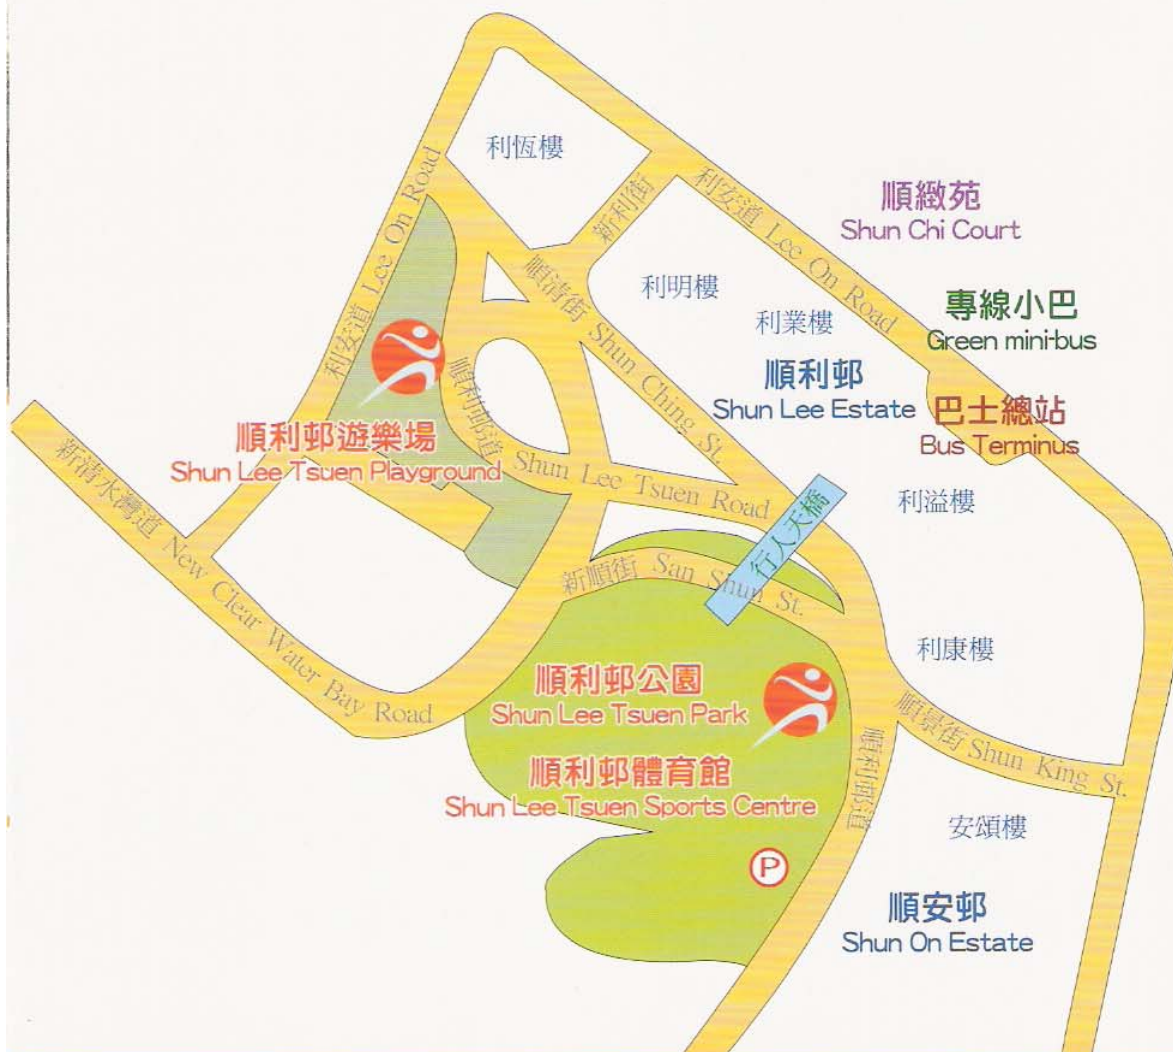 利恆樓
利安道 Lee On Road
新利街
利安道 Lee On Road
順緻苑
Shun Chi Court
順清街 Shun Ching St.
利明樓
利業樓
專線小巴
Green mini-bus
順利邨
Shun Lee Estate
巴士總站
Bus Terminus
順利邨遊樂場
Shun Lee Tsuen Playground
順利邨道 Shun Lee Tsuen Road
新清水灣道 New Clear Water Bay Road
行人天橋
利溢樓
新順街 San Shun St.
利康樓
順利邨公園
Shun Lee Tsuen Park
順景街 Shun King St.
順利邨道
順利邨體育館
Shun Lee Tsuen Sports Centre
安頌樓
P
順安邨
Shun On Estate